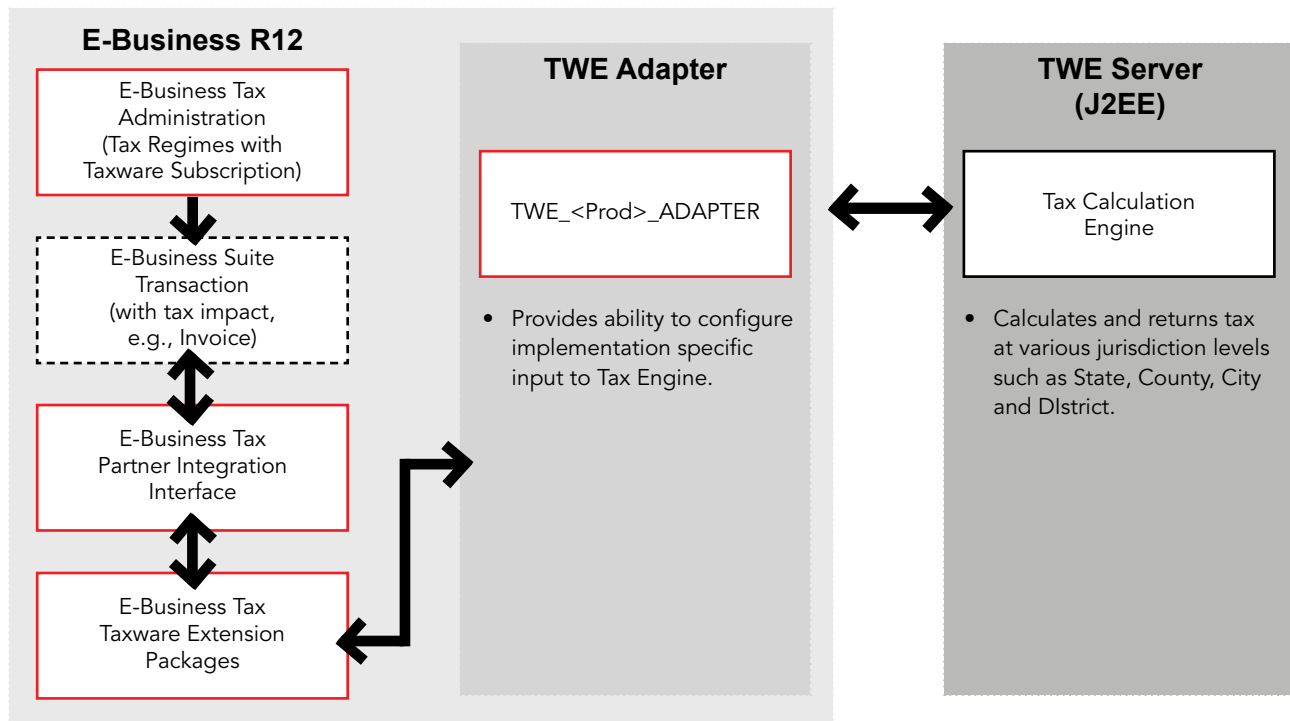 E-Business R12
E-Business Tax
Administration
(Tax Regimes with
Taxware Subscription)
E-Business Suite
Transaction
(with tax impact,
e.g., Invoice)
E-Business Tax
Partner Integration
Interface
E-Business Tax
Taxware Extension
Packages
TWE Adapter
TWE_<Prod>_ADAPTER
• Provides ability to configure
implementation specific
input to Tax Engine.
TWE Server
(J2EE)
Tax Calculation
Engine
• Calculates and returns tax
at various jurisdiction levels
such as State, County, City
and DIstrict.